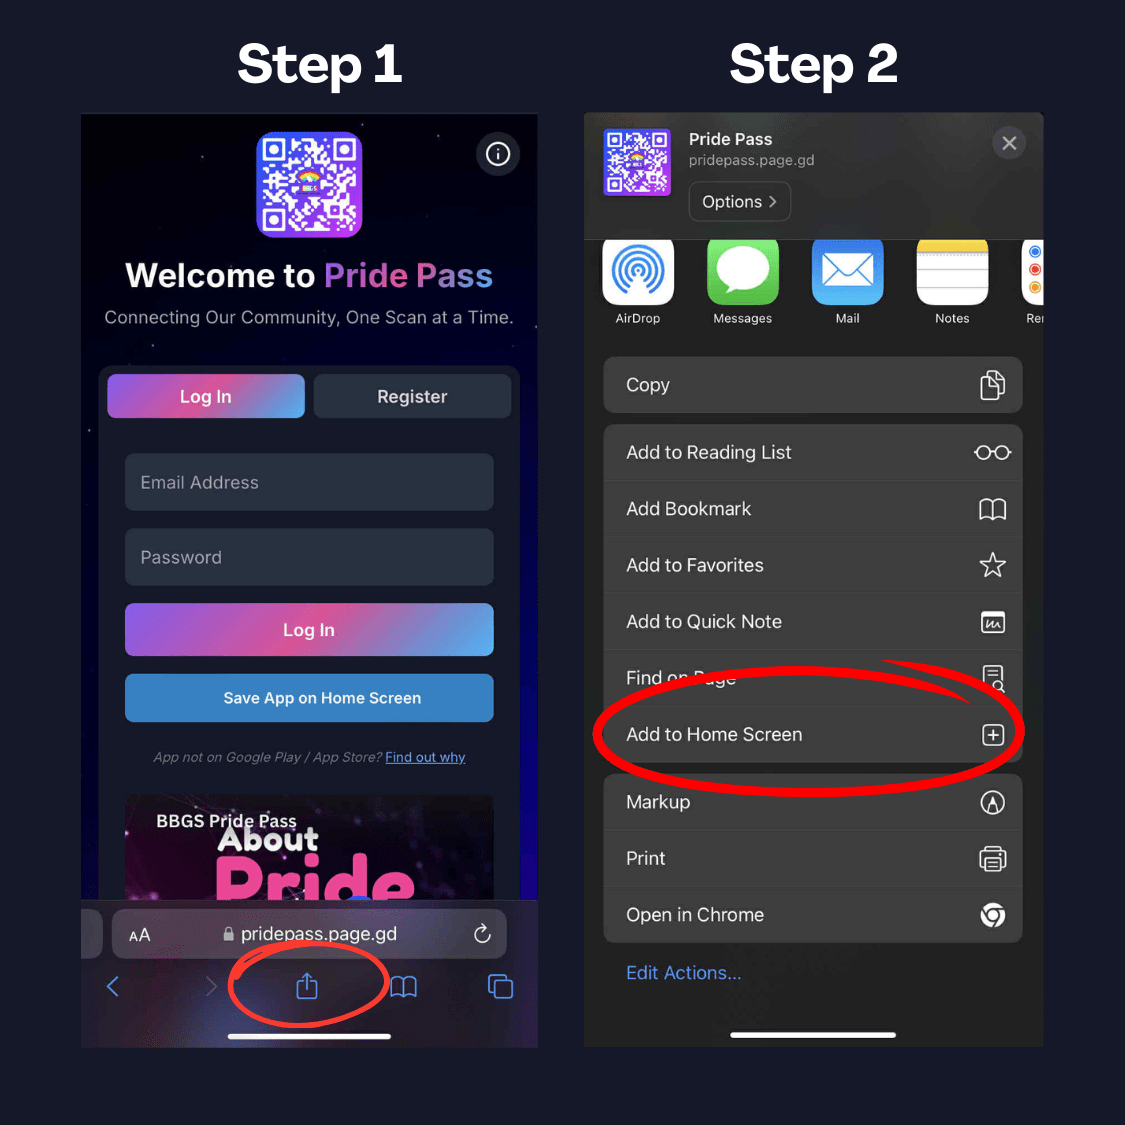 Step 1
Welcome to Pride Pass
Connecting Our Community, One Scan at a Time.
Log In
Register
Email Address
Password
Log In
Save App on Home Screen
App not on Google Play / App Store? Find out why
BBGS Pride Pass
About
Pride
AA
pridepass.page.gd
Step 2
Pride Pass
pridepass.page.gd
Options
AirDrop
Messages
Mail
Notes
Rer
Copy
Add to Reading List
Add Bookmark
Add to Favorites
Add to Quick Note
Find on Page
Add to Home Screen
Markup
Print
Open in Chrome
Edit Actions...